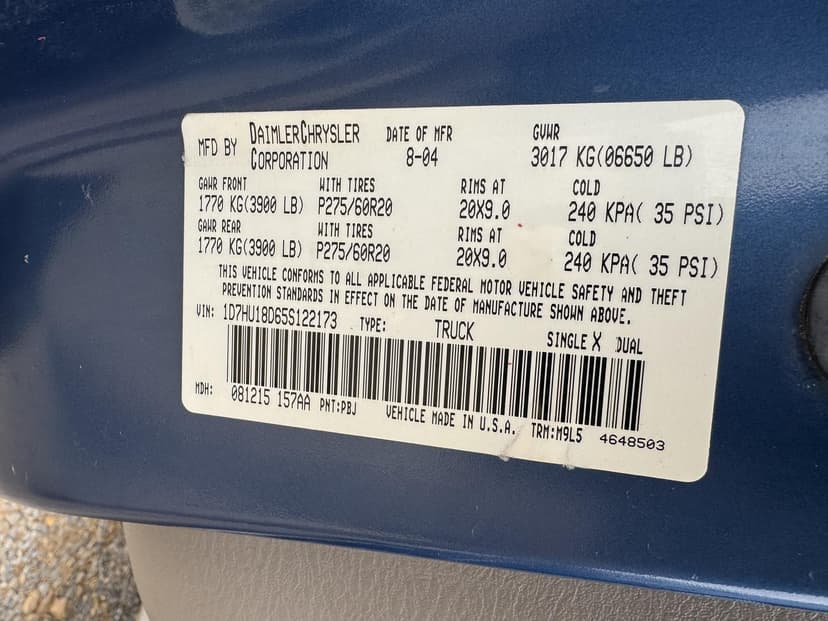 MFD BY DAIMLERCHRYSLER CORPORATION DATE OF MFR 8-04 GVWR 3017 KG(06650 LB)
GAWR FRONT WITH TIRES RIMS AT COLD
1770 KG(3900 LB) P275/60R20 20X9.0 240 KPA( 35 PSI)
GAWR REAR WITH TIRES RIMS AT COLD
1770 KG(3900 LB) P275/60R20 20X9.0 240 KPA( 35 PSI)
THIS VEHICLE CONFORMS TO ALL APPLICABLE FEDERAL MOTOR VEHICLE SAFETY AND THEFT
PREVENTION STANDARDS IN EFFECT ON THE DATE OF MANUFACTURE SHOWN ABOVE.
VIN: 1D7HU18D65S122173 TYPE: TRUCK SINGLE X DUAL
MDH: 081215 157AA PNT:PBJ VEHICLE MADE IN U.S.A. TRM:M9L5 4648503